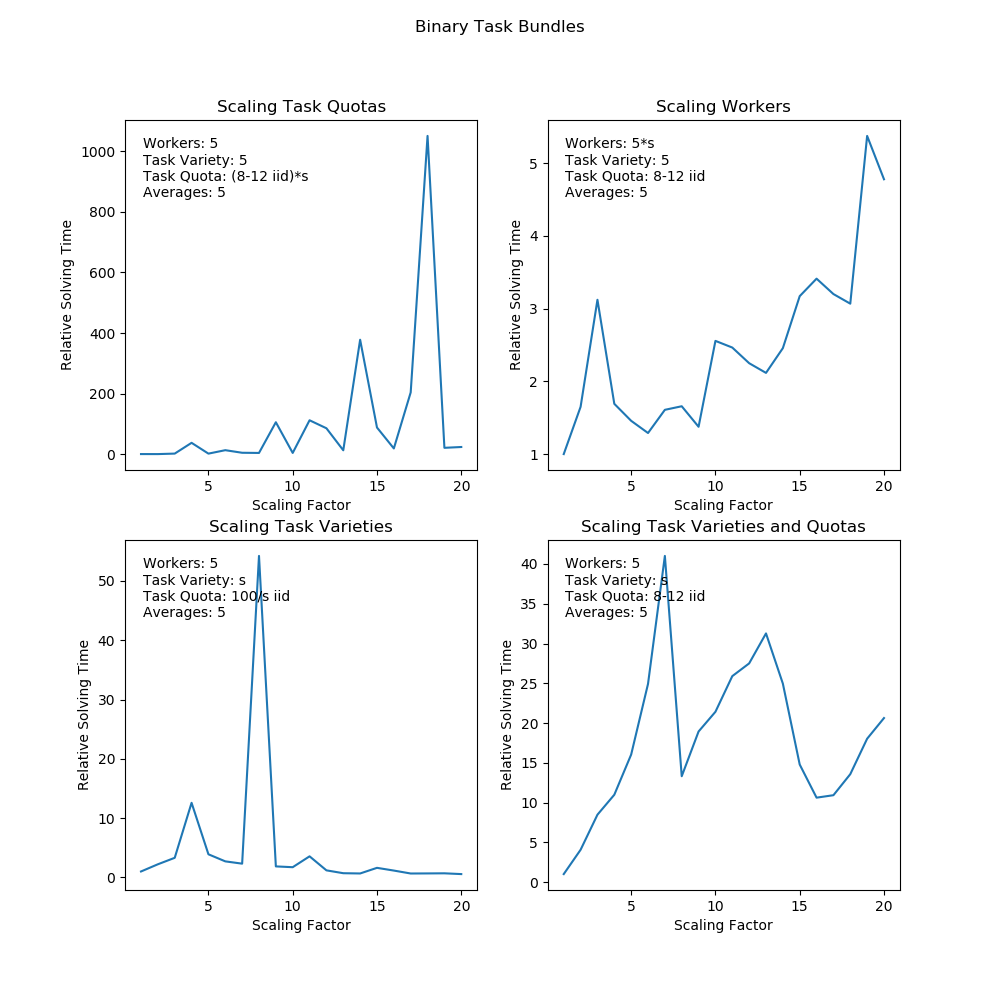 Binary Task Bundles
Scaling Task Quotas
Workers: 5
Task Variety: 5
Task Quota: (8-12 iid)*s
Averages: 5
Relative Solving Time
0
200
400
600
800
1000
5
10
15
20
Scaling Factor
Scaling Workers
Workers: 5*s
Task Variety: 5
Task Quota: 8-12 iid
Averages: 5
Relative Solving Time
1
2
3
4
5
5
10
15
20
Scaling Factor
Scaling Task Varieties
Workers: 5
Task Variety: s
Task Quota: 100/s iid
Averages: 5
Relative Solving Time
0
10
20
30
40
50
5
10
15
20
Scaling Factor
Scaling Task Varieties and Quotas
Workers: 5
Task Variety: s
Task Quota: 8-12 iid
Averages: 5
Relative Solving Time
0
5
10
15
20
25
30
35
40
5
10
15
20
Scaling Factor